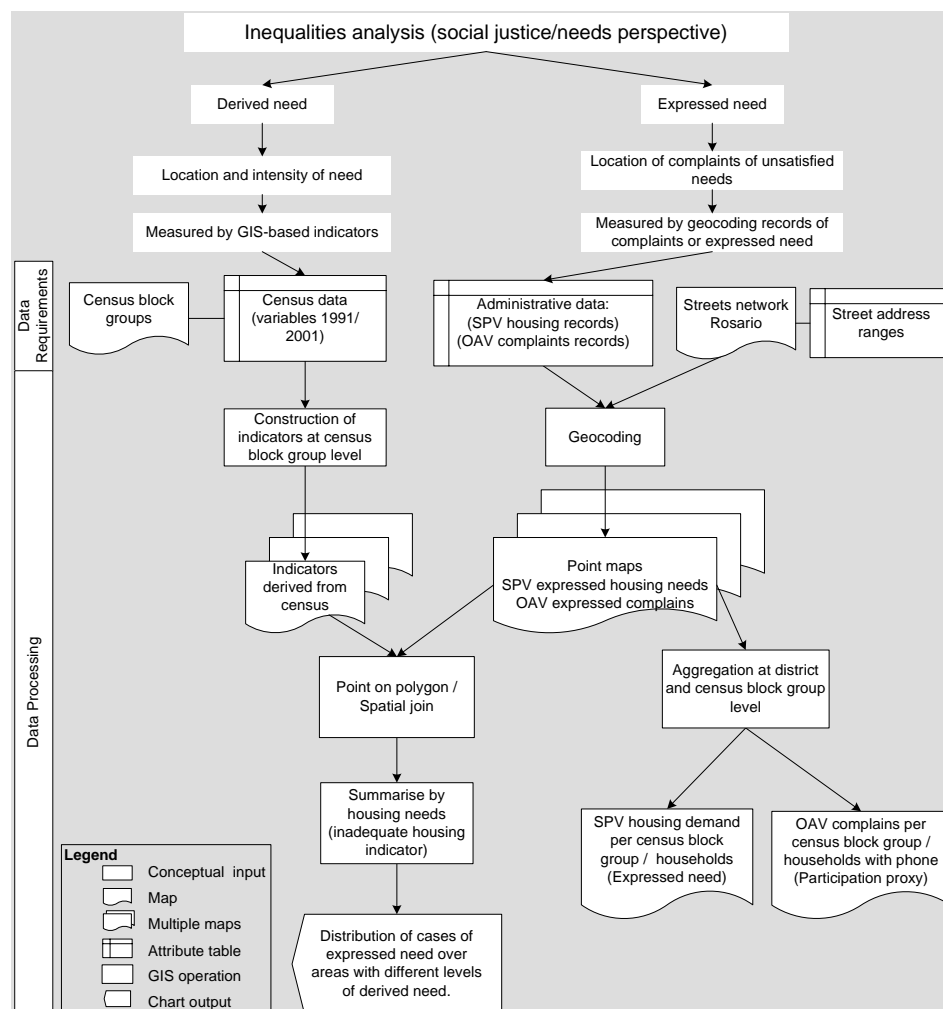 Inequalities analysis (social justice/needs perspective)
Derived need
Expressed need
Location and intensity of need
Location of complaints of unsatisfied
needs
Measured by GIS-based indicators
Measured by geocoding records of
complaints or expressed need
Data
Requirements
Census block
groups
Census data
(variables 1991/
2001)
Administrative data:
(SPV housing records)
(OAV complaints records)
Streets network
Rosario
Street address
ranges
Data Processing
Construction of
indicators at census
block group level
Geocoding
Indicators
derived from
census
Point maps
SPV expressed housing needs
OAV expressed complains
Point on polygon /
Spatial join
Aggregation at district
and census block group
level
Summarise by
housing needs
(inadequate housing
indicator)
SPV housing demand
per census block
group / households
(Expressed need)
OAV complains per
census block group /
households with phone
(Participation proxy)
Distribution of cases of
expressed need over
areas with different levels
of derived need.
Legend
Conceptual input
Map
Multiple maps
Attribute table
GIS operation
Chart output